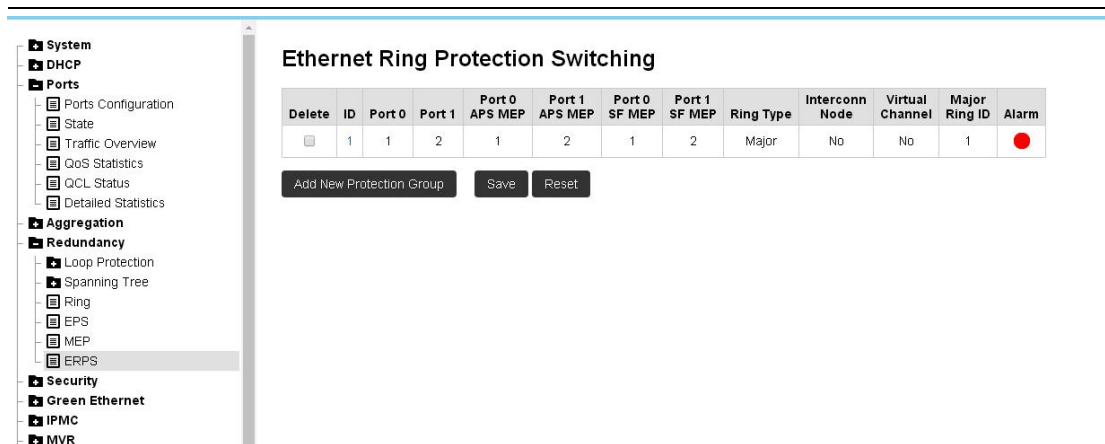 System
DHCP
Ports
Ports Configuration
State
Traffic Overview
QoS Statistics
QCL Status
Detailed Statistics
Aggregation
Redundancy
Loop Protection
Spanning Tree
Ring
EPS
MEP
ERPS
Security
Green Ethernet
IPMC
MVR
Ethernet Ring Protection Switching
Delete ID Port 0 Port 1 Port 0 APS MEP Port 1 APS MEP Port 0 SF MEP Port 1 SF MEP Ring Type Interconn Node Virtual Channel Major Ring ID Alarm
1 1 2 1 2 1 2 Major No No 1
Add New Protection Group Save Reset